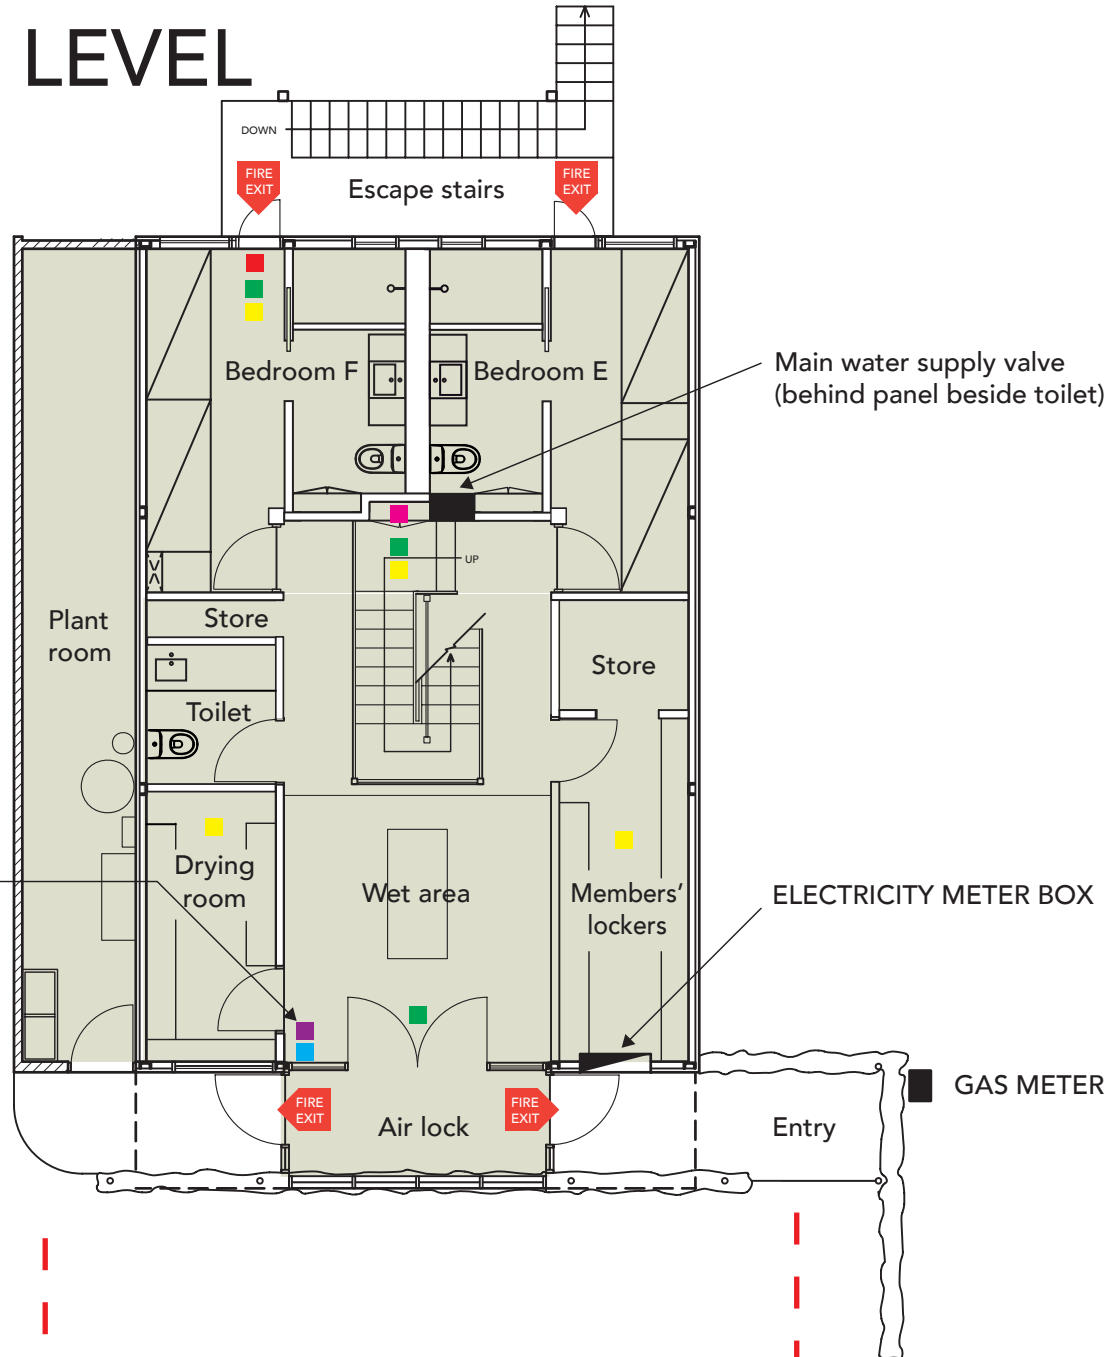 LEVEL
DOWN
FIRE
EXIT
Escape stairs
FIRE
EXIT
Bedroom F
Bedroom E
Main water supply valve
(behind panel beside toilet)
UP
Plant
room
Store
Store
Toilet
Drying
room
Wet area
Members’
lockers
ELECTRICITY METER BOX
GAS METER
FIRE
EXIT
Air lock
FIRE
EXIT
Entry